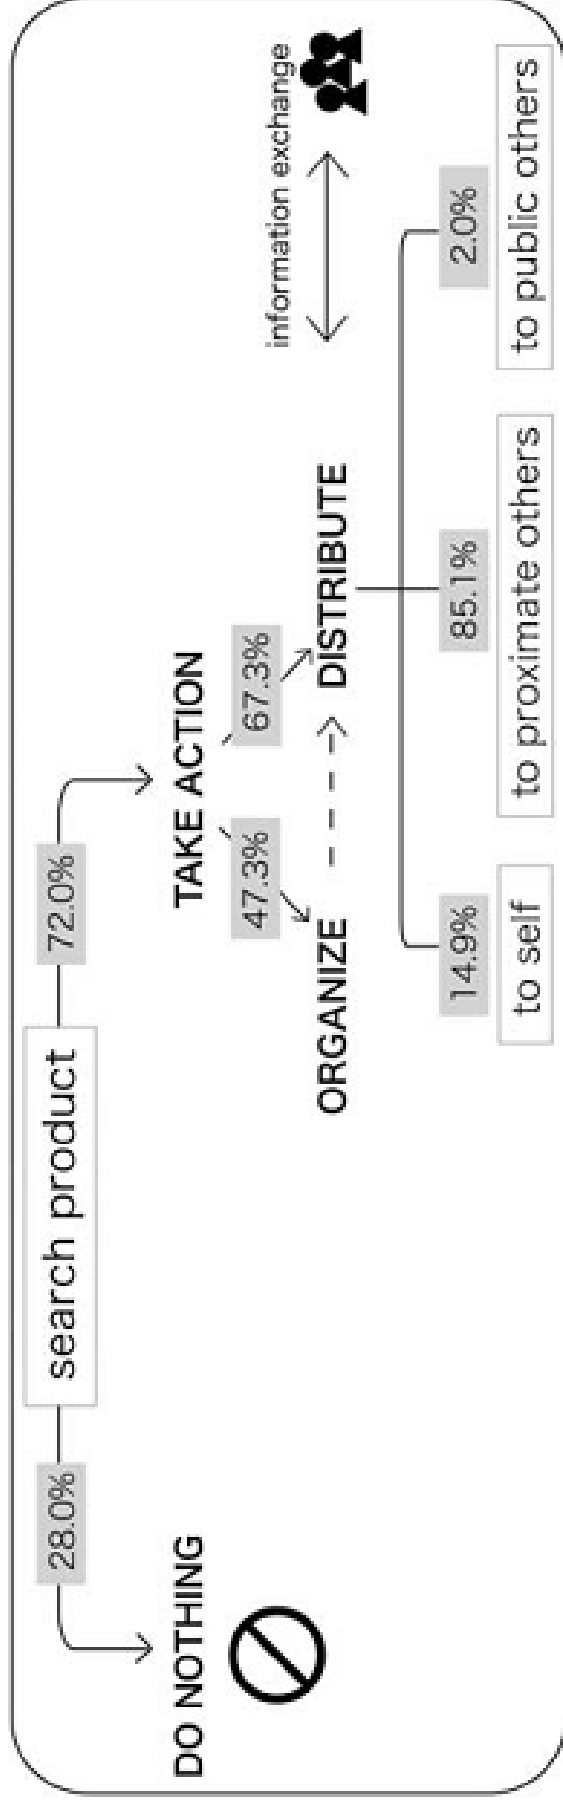 28.0%
search product
72.0%
DO NOTHING
TAKE ACTION
47.3%
67.3%
information exchange
ORGANIZE
DISTRIBUTE
14.9%
85.1%
2.0%
to self
to proximate others
to public others